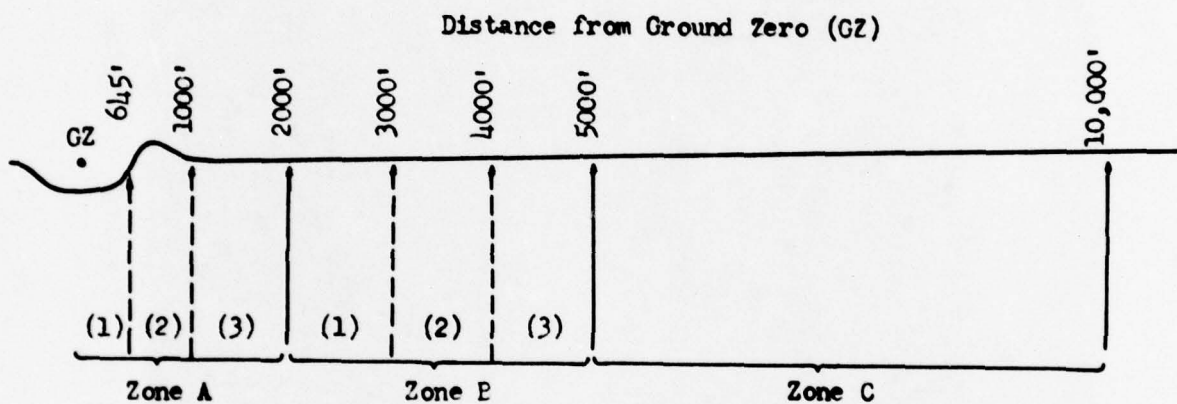 Distance from Ground Zero (GZ)
GZ
645'
1000'
2000'
3000'
4000'
5000'
10,000'
(1) (2) (3) (1) (2) (3)
Zone A Zone B Zone C